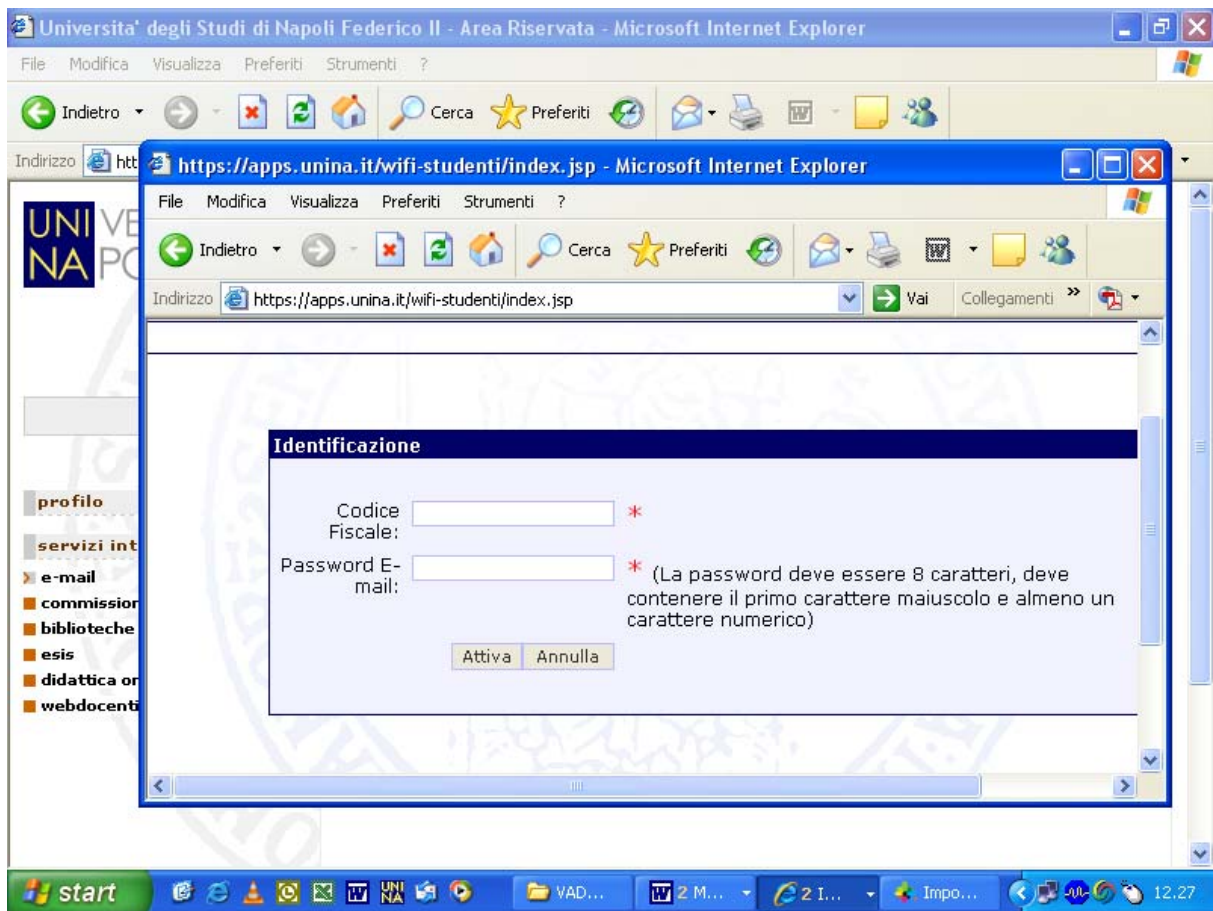 Universita' degli Studi di Napoli Federico II - Area Riservata - Microsoft Internet Explorer
File Modifica Visualizza Preferiti Strumenti ?
Indietro Cerca Preferiti
Indirizzo htt
https://apps.unina.it/wifi-studenti/index.jsp - Microsoft Internet Explorer
File Modifica Visualizza Preferiti Strumenti ?
Indietro Cerca Preferiti
Indirizzo https://apps.unina.it/wifi-studenti/index.jsp Vai Collegamenti »
UNIVE
NAPO
Identificazione
Codice
Fiscale: *
Password E-
mail: * (La password deve essere 8 caratteri, deve
contenere il primo carattere maiuscolo e almeno un
carattere numerico)
Attiva Annulla
profilo
servizi int
e-mail
commission
biblioteche
esis
didattica or
webdocenti
start UNI NA VAD... 2 M... 2 I... Impo... 12.27